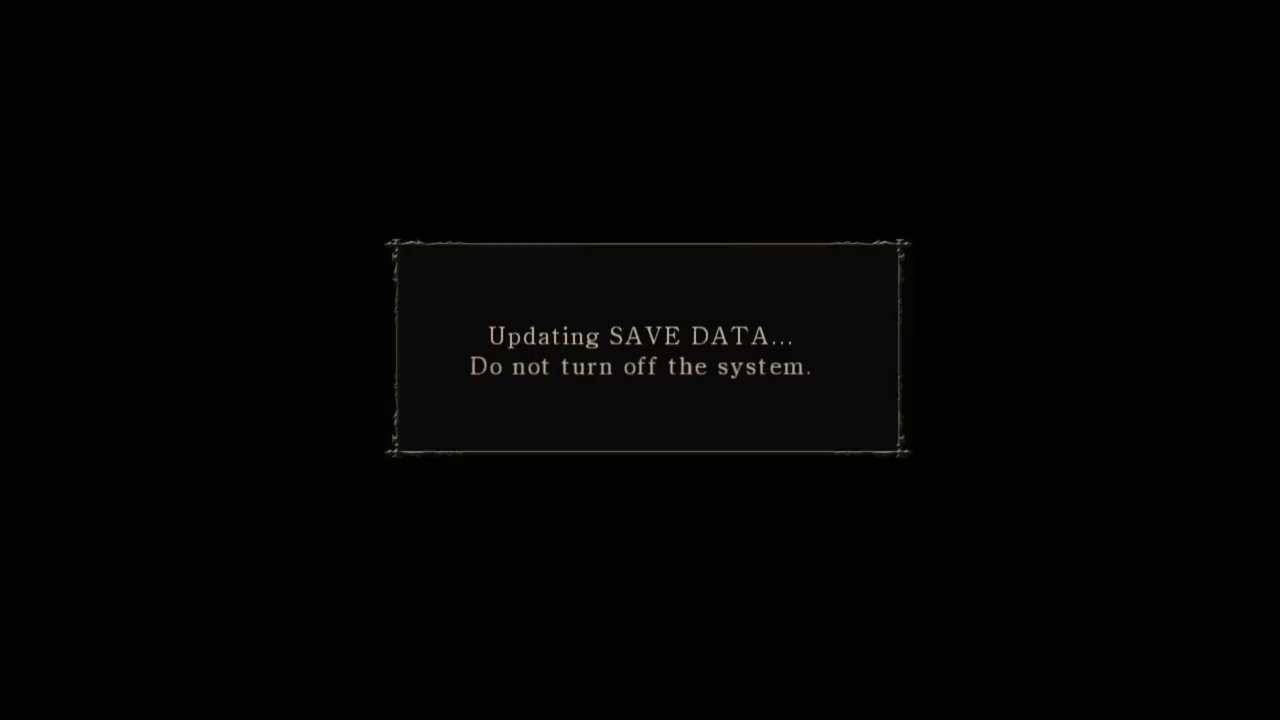 Updating SAVE DATA...
Do not turn off the system.